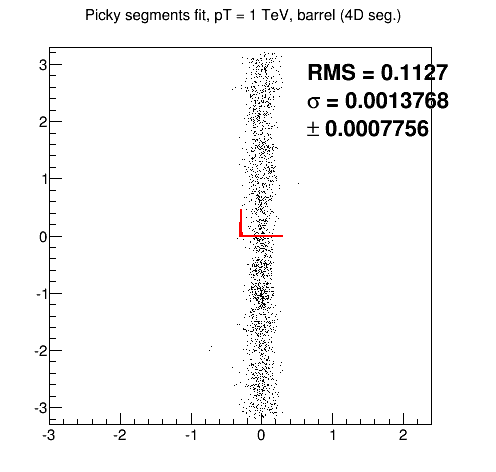 Picky segments fit, pT = 1 TeV, barrel (4D seg.)
RMS = 0.1127
σ = 0.0013768
± 0.0007756
3
2
1
0
-1
-2
-3
-3 -2 -1 0 1 2